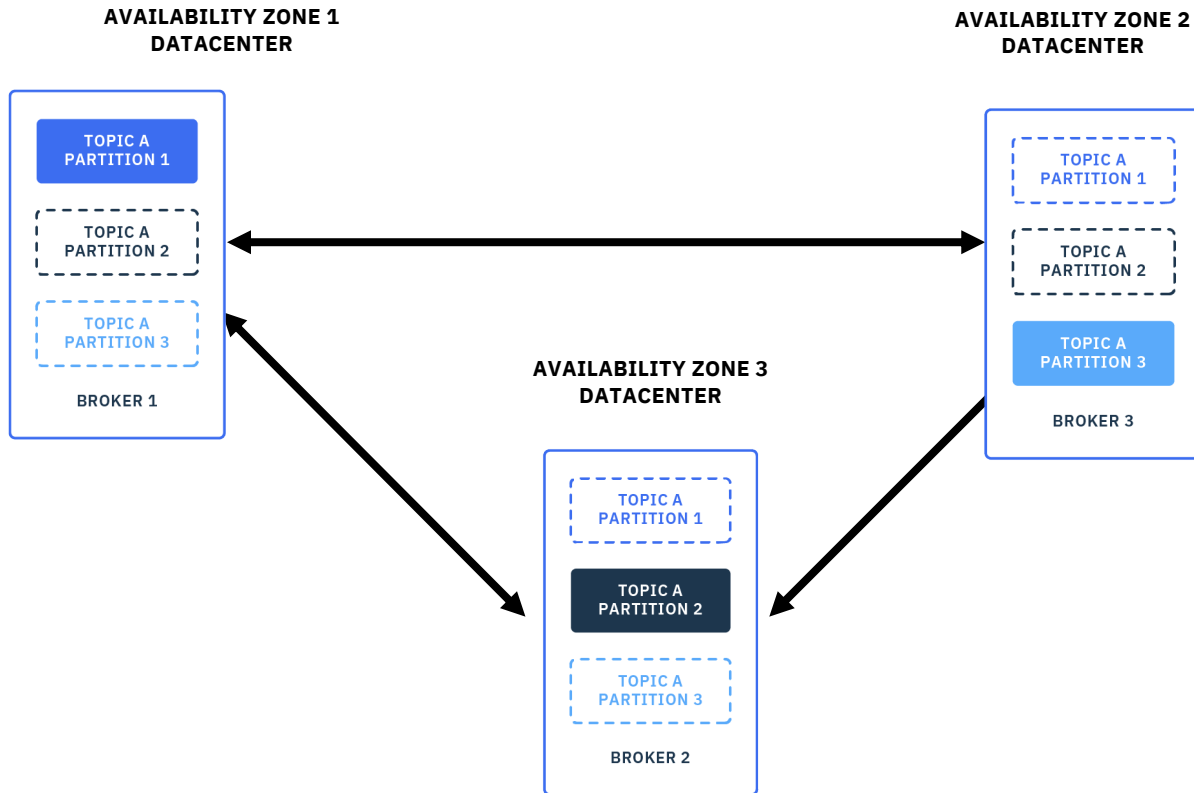 AVAILABILITY ZONE 1
DATACENTER
TOPIC A
PARTITION 1
TOPIC A
PARTITION 2
TOPIC A
PARTITION 3
BROKER 1
AVAILABILITY ZONE 2
DATACENTER
TOPIC A
PARTITION 1
TOPIC A
PARTITION 2
TOPIC A
PARTITION 3
BROKER 3
AVAILABILITY ZONE 3
DATACENTER
TOPIC A
PARTITION 1
TOPIC A
PARTITION 2
TOPIC A
PARTITION 3
BROKER 2